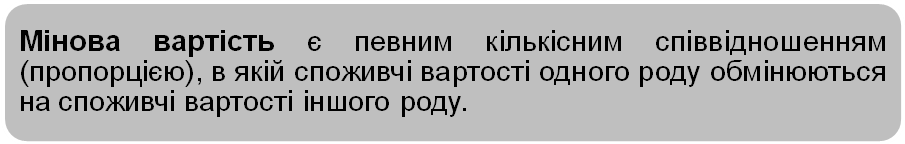 Мінова вартість є певним кількісним співвідношенням
(пропорцією), в якій споживчі вартості одного роду обмінюються
на споживчі вартості іншого роду.